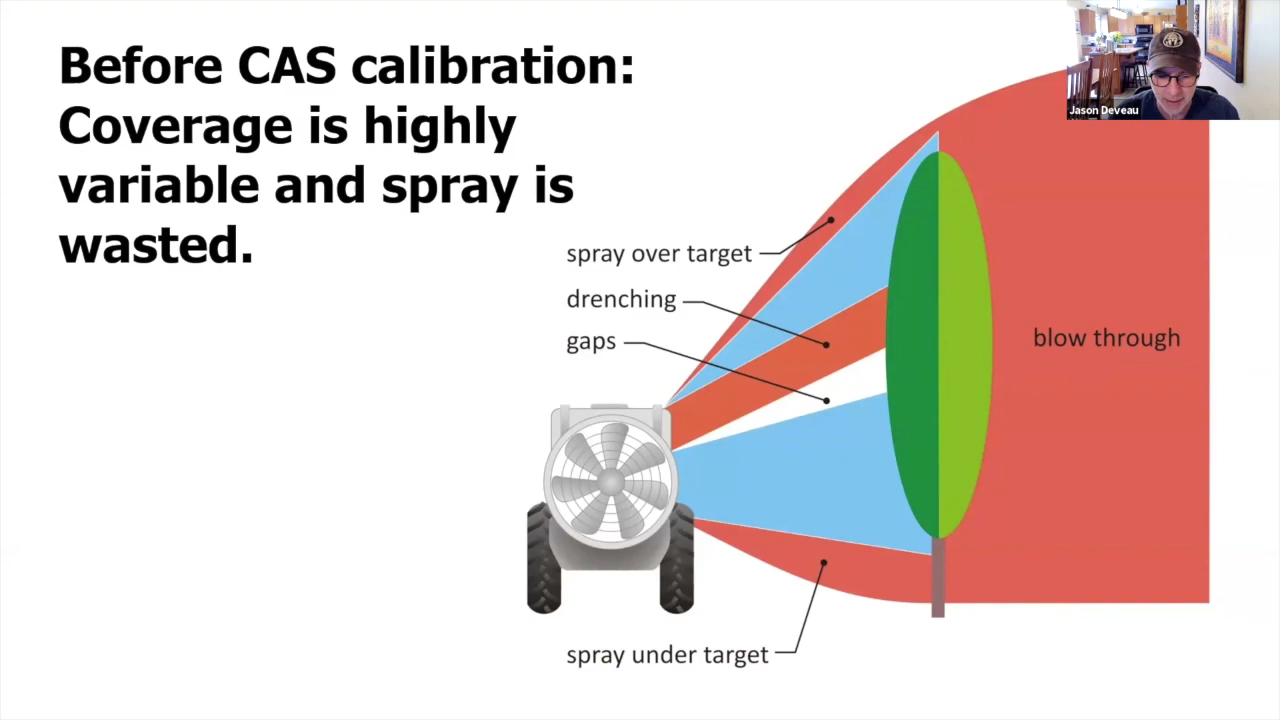 Before CAS calibration:
Coverage is highly
variable and spray is
wasted.
Jason Deveau
spray over target
drenching
gaps
blow through
spray under target